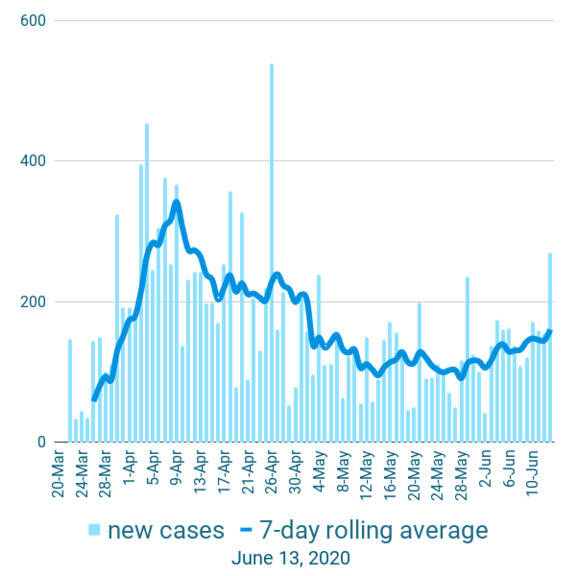 600
400
200
0
20-Mar
24-Mar
28-Mar
1-Apr
5-Apr
9-Apr
13-Apr
17-Apr
21-Apr
26-Apr
30-Apr
4-May
8-May
12-May
16-May
20-May
24-May
28-May
2-Jun
6-Jun
10-Jun
new cases 7-day rolling average
June 13, 2020